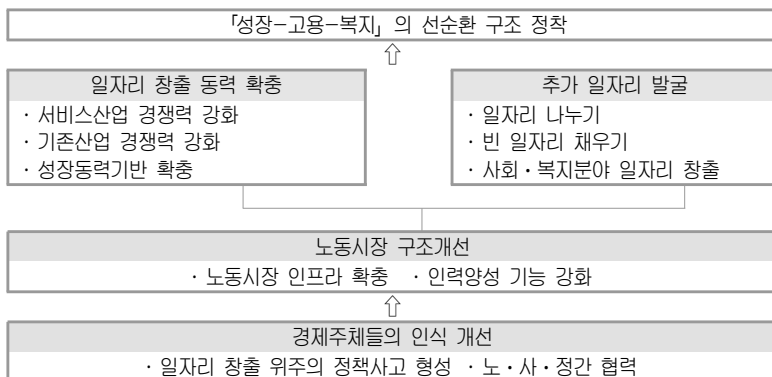 「성장-고용-복지」의 선순환 구조 정착
⇧
일자리 창출 동력 확충
· 서비스산업 경쟁력 강화
· 기존산업 경쟁력 강화
· 성장동력기반 확충
추가 일자리 발굴
· 일자리 나누기
· 빈 일자리 채우기
· 사회·복지분야 일자리 창출
노동시장 구조개선
· 노동시장 인프라 확충 · 인력양성 기능 강화
⇧
경제주체들의 인식 개선
· 일자리 창출 위주의 정책사고 형성 · 노·사·정간 협력